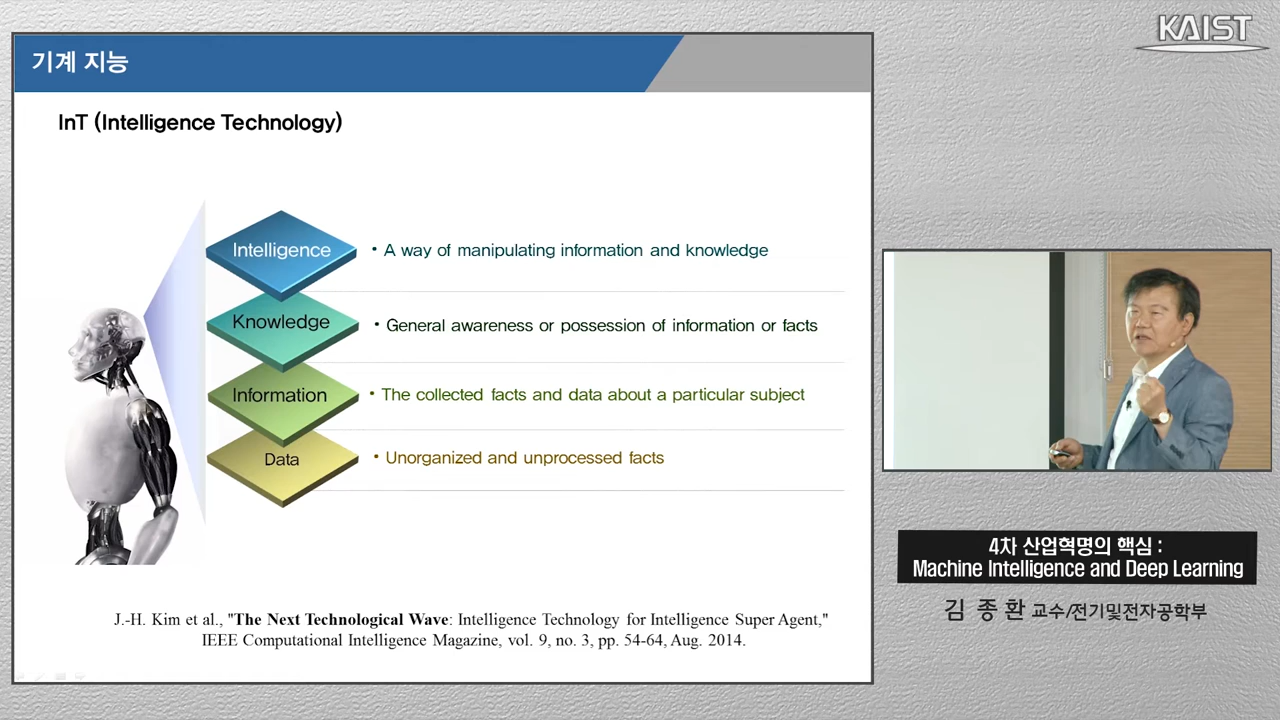 KAIST
기계 지능
InT (Intelligence Technology)
Intelligence
• A way of manipulating information and knowledge
Knowledge
• General awareness or possession of information or facts
Information
• The collected facts and data about a particular subject
Data
• Unorganized and unprocessed facts
J.-H. Kim et al., "The Next Technological Wave: Intelligence Technology for Intelligence Super Agent,"
IEEE Computational Intelligence Magazine, vol. 9, no. 3, pp. 54-64, Aug. 2014.
4차 산업혁명의 핵심 :
Machine Intelligence and Deep Learning
김 종 환 교수/전기및전자공학부